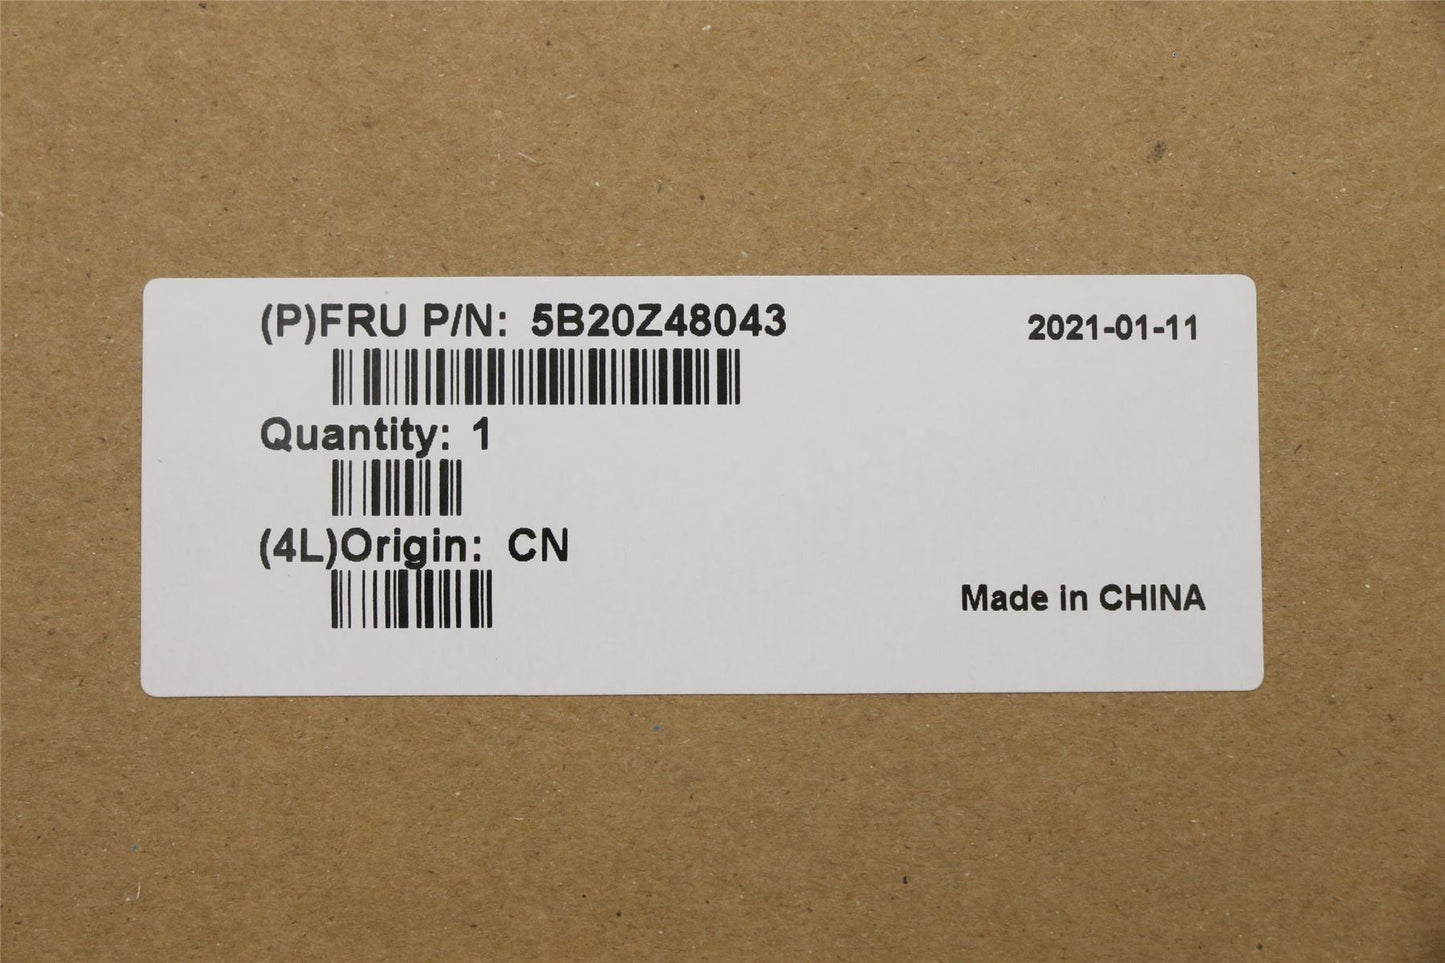 (P)FRU P/N: 5B20Z48043
2021-01-11
Quantity: 1
(4L)Origin: CN
Made in CHINA